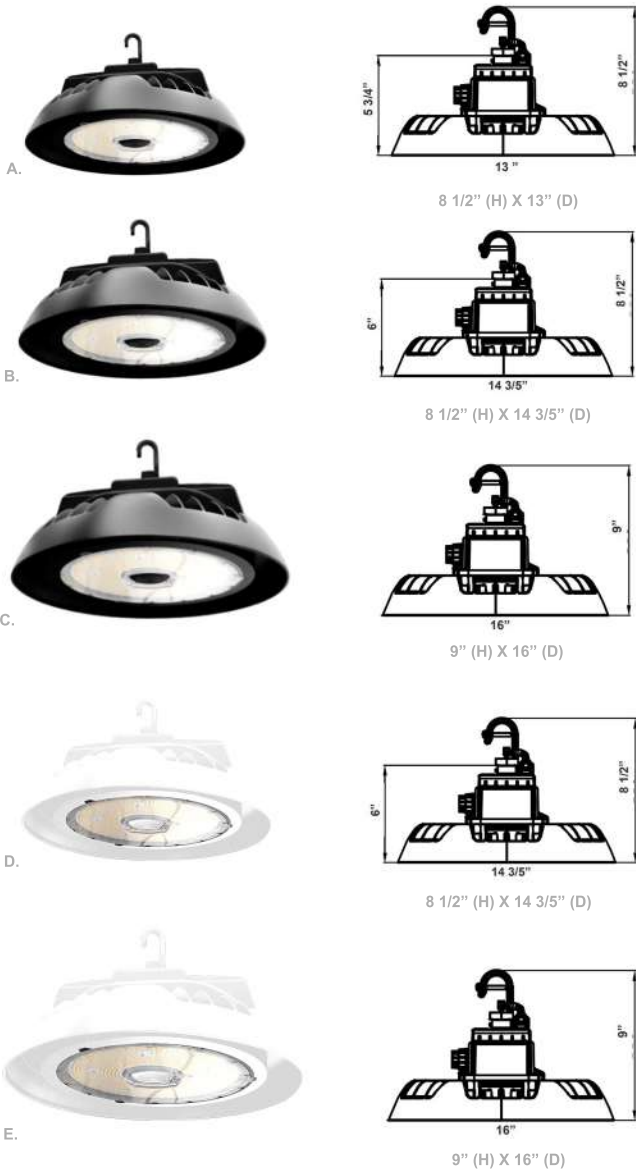 A.
5 3/4”
8 1/2”
13 ”
8 1/2” (H) X 13” (D)
B.
6”
8 1/2”
14 3/5”
8 1/2” (H) X 14 3/5” (D)
C.
9”
16”
9” (H) X 16” (D)
D.
6”
8 1/2”
14 3/5”
8 1/2” (H) X 14 3/5” (D)
E.
9”
16”
9” (H) X 16” (D)